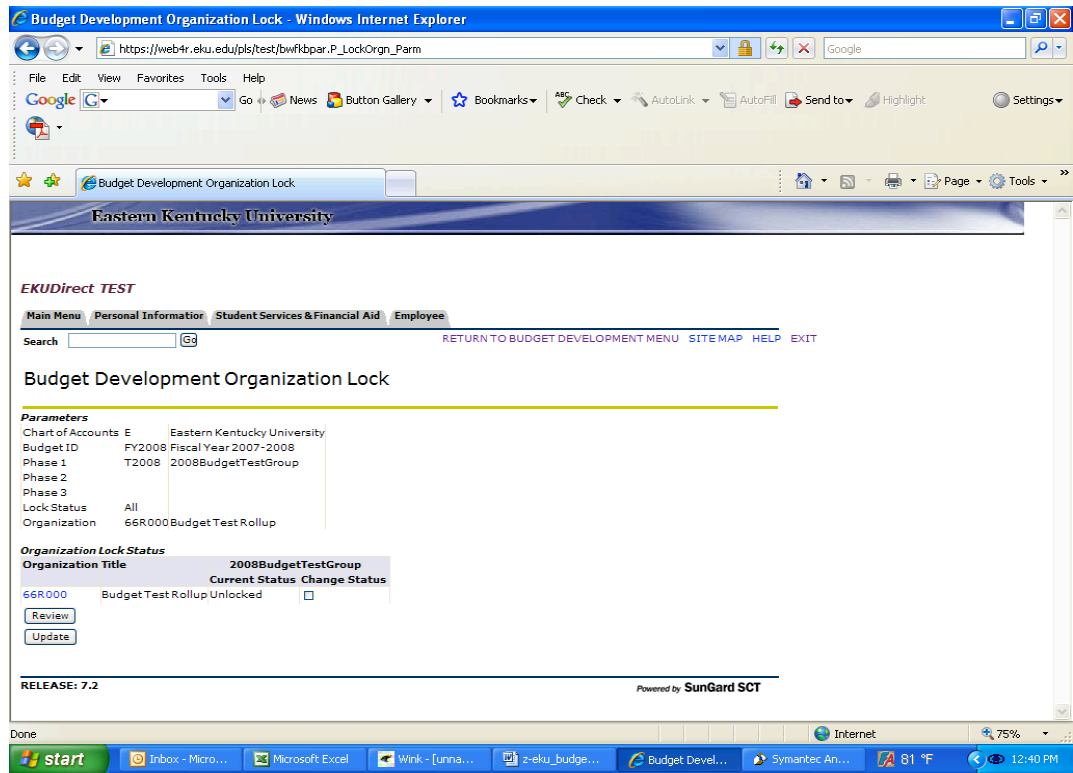 Budget Development Organization Lock - Windows Internet Explorer
https://web4r.eku.edu/pls/test/bwfkbpar.P_LockOrgn_Parm
Google
File Edit View Favorites Tools Help
Google G Go News Button Gallery Bookmarks ABC Check AutoLink AutoFill Send to Highlight Settings
Budget Development Organization Lock
Page Tools »
Eastern Kentucky University
EKUDirect TEST
Main Menu Personal Information Student Services & Financial Aid Employee
Search Go RETURN TO BUDGET DEVELOPMENT MENU SITE MAP HELP EXIT
Budget Development Organization Lock
Parameters
Chart of Accounts E Eastern Kentucky University
Budget ID FY2008 Fiscal Year 2007-2008
Phase 1 T2008 2008BudgetTestGroup
Phase 2
Phase 3
Lock Status All
Organization 66R000 Budget Test Rollup
Organization Lock Status
Organization Title 2008BudgetTestGroup
Current Status Change Status
66R000 Budget Test Rollup Unlocked
Review
Update
RELEASE: 7.2 Powered by SunGard SCT
Done Internet 75%
start Inbox - Micro... Microsoft Excel Wink - [unna... z-eku_budge... Budget Devel... Symantec An... 81 °F 12:40 PM